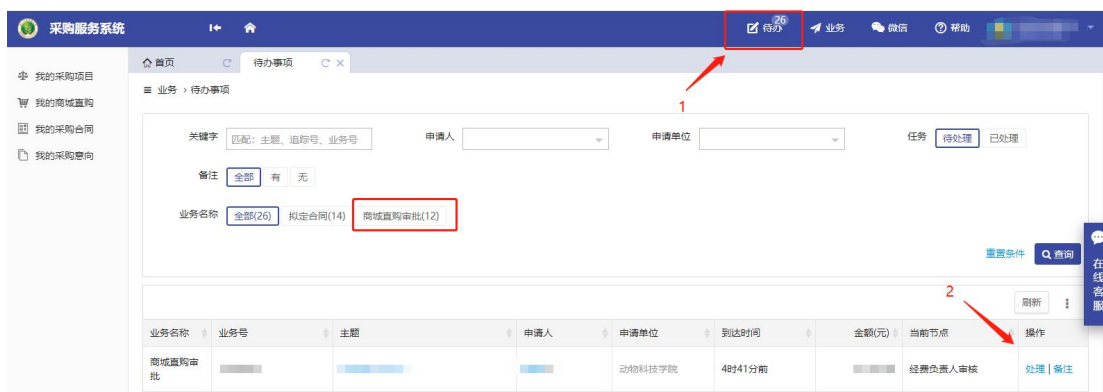 采购服务系统
26
待办
业务
微信
帮助
首页
待办事项
我的采购项目
我的商城直购
我的采购合同
我的采购意向
业务 › 待办事项
1
关键字 匹配：主题、追踪号、业务号 申请人 申请单位 任务 待处理 已处理
备注 全部 有 无
业务名称 全部(26) 拟定合同(14) 商城直购审批(12)
重置条件 查询
在线客服
2
刷新
业务名称 业务号 主题 申请人 申请单位 到达时间 金额(元) 当前节点 操作
商城直购审批 动物科技学院 4时41分前 经费负责人审核 处理 | 备注